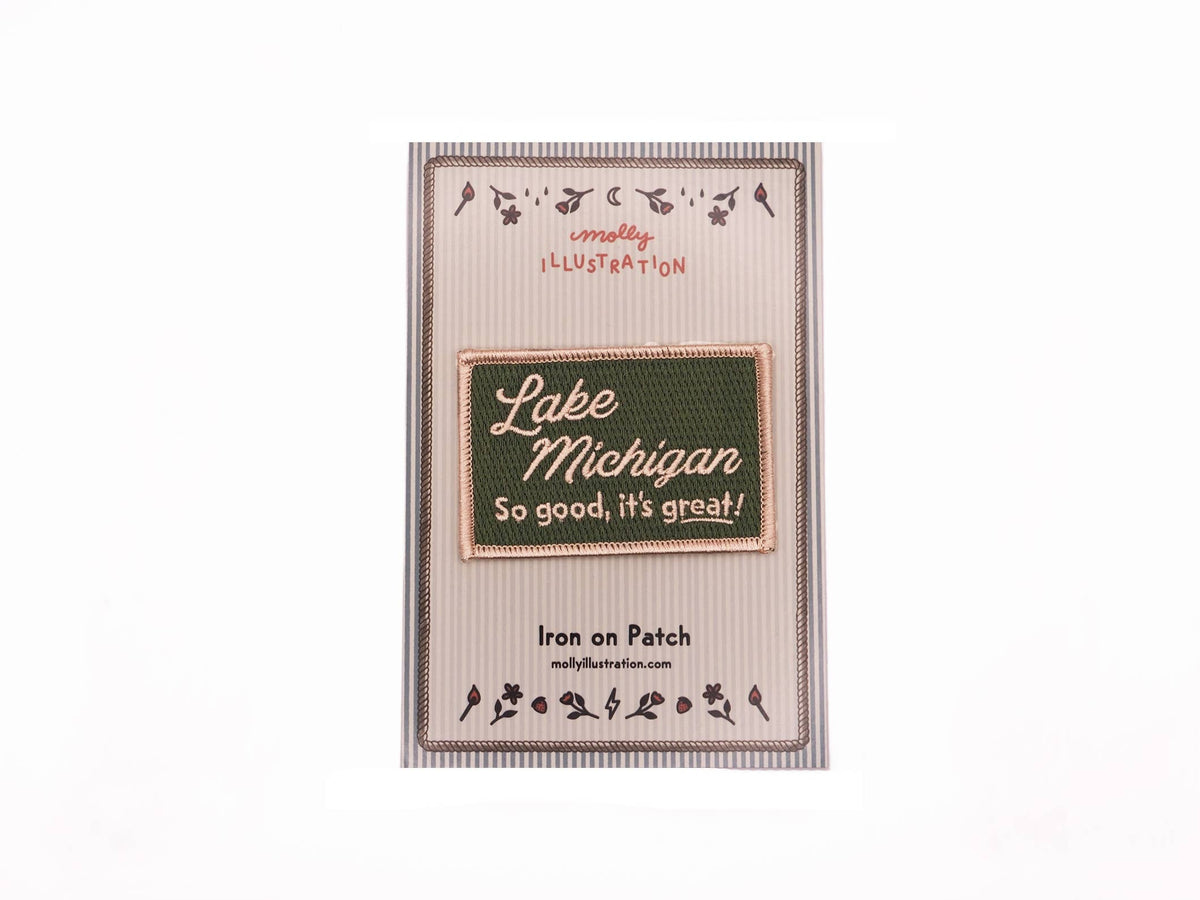 molly
ILLUSTRATION
Lake
Michigan
So good, it's great!
Iron on Patch
mollyillustration.com